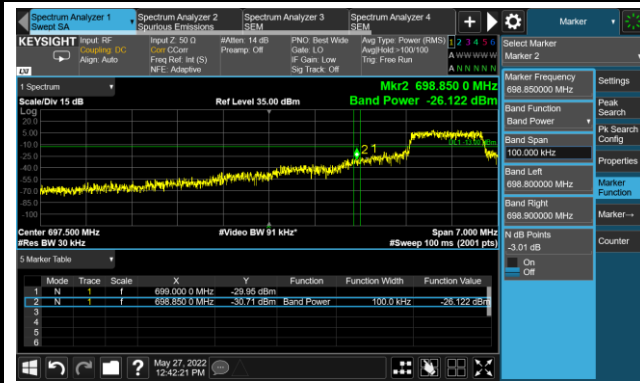 Spectrum Analyzer 1
Swept SA
Spectrum Analyzer 2
Spurious Emissions
Spectrum Analyzer 3
SEM
Spectrum Analyzer 4
SEM
Marker
KEYSIGHT
Input: RF
Coupling: DC
Align: Auto
Input Z: 50 Ω
Corr CCorr
Freq Ref: Int (S)
NFE: Adaptive
#Atten: 14 dB
Preamp: Off
PNO: Best Wide
Gate: LO
IF Gain: Low
Sig Track: Off
Avg Type: Power (RMS)
Avg|Hold:>100/100
Trig: Free Run
1 2 3 4 5 6
A W W W W W
A N N N N N
LXI
Select Marker
Marker 2
1 Spectrum
Scale/Div 15 dB
Ref Level 35.00 dBm
Mkr2 698.850 0 MHz
Band Power -26.122 dBm
Log
20.0
5.00
-10.0
-25.0
-40.0
-55.0
-70.0
-85.0
-100
2 1
DL1 -13.00 dBm
Center 697.500 MHz
#Res BW 30 kHz
#Video BW 91 kHz*
Span 7.000 MHz
#Sweep 100 ms (2001 pts)
5 Marker Table
Mode Trace Scale X Y Function Function Width Function Value
1 N 1 f 699.000 0 MHz -29.95 dBm
2 N 1 f 698.850 0 MHz -30.71 dBm Band Power 100.0 kHz -26.122 dBm
3
4
5
6
Marker Frequency
698.850000 MHz
Band Function
Band Power
Band Span
100.000 kHz
Band Left
698.800000 MHz
Band Right
698.900000 MHz
N dB Points
-3.01 dB
On
Off
Settings
Peak
Search
Pk Search
Config
Properties
Marker
Function
Marker→
Counter
?
May 27, 2022
12:42:21 PM